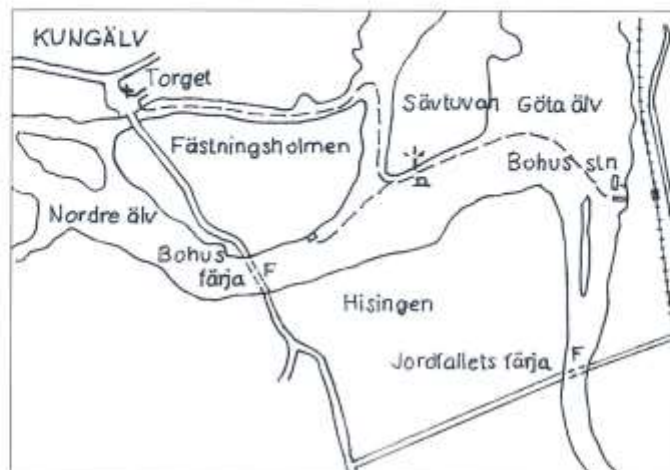 KUNGÄLV
Torget
Sävtuvan Göta älv
Fästningsholmen
Bohus stn
Nordre älv
Bohus
färja F
Hisingen
Jordfallets färja F